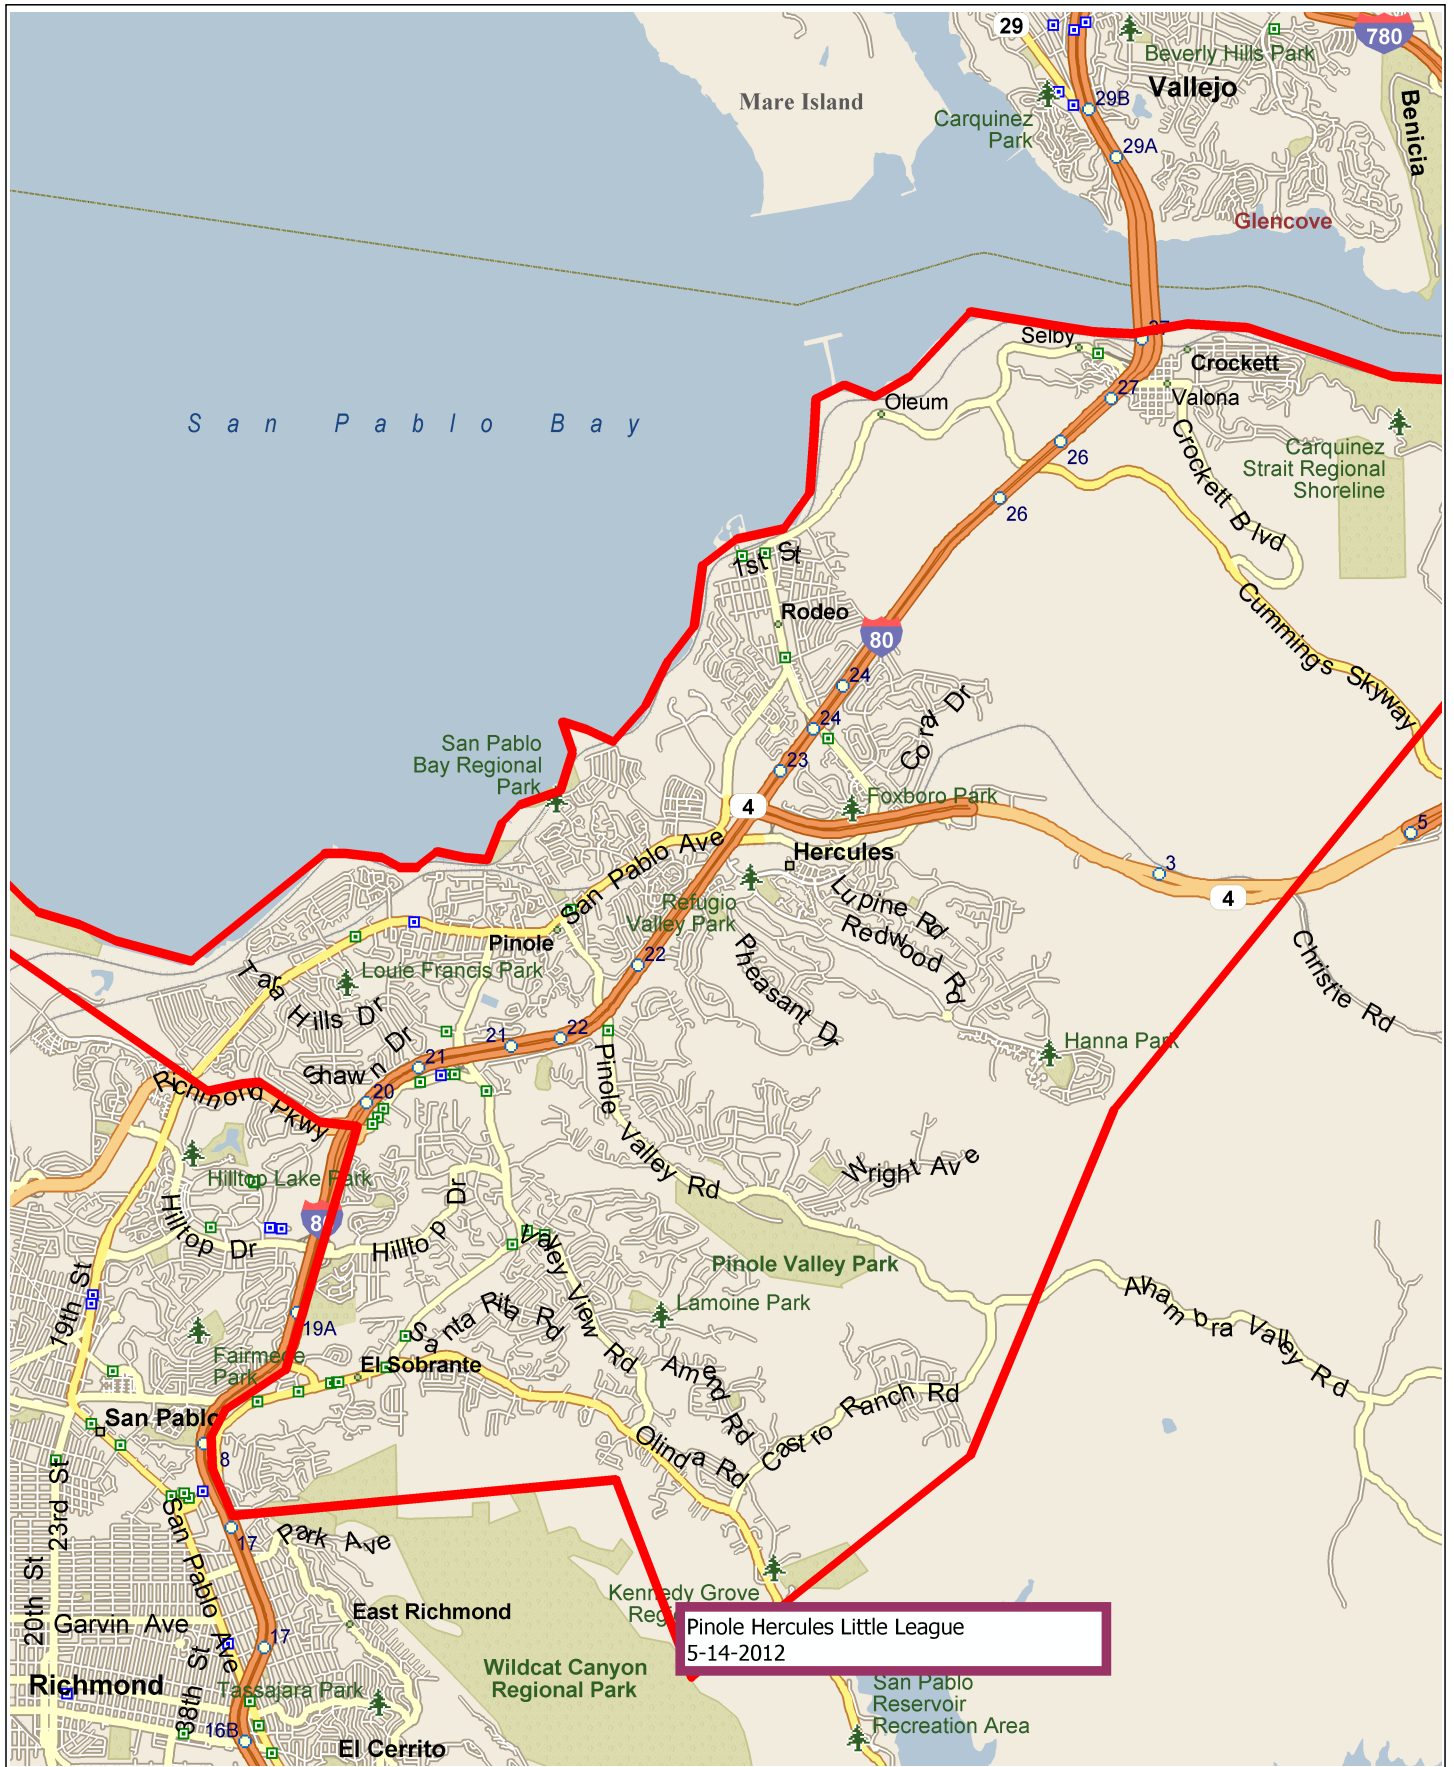 29
780
Beverly Hills Park
Vallejo
Mare Island
29B
Carquinez
Park
Benicia
29A
Glencove
27
Selby
Crockett
27
Valona
Oleum
San Pablo Bay
26
Carquinez
Strait Regional
Shoreline
Crockett Blvd
26
1st St
Rodeo
80
Cummings Skyway
24
Coral Dr
24
San Pablo
Bay Regional
Park
23
Foxboro Park
4
5
San Pablo Ave
Hercules
3
4
Refugio
Valley Park
Lupine Rd
Redwood Rd
Pinole
22
Pheasant Dr
Christie Rd
Louie Francis Park
Tara Hills Dr
Shawn Dr
21
22
21
Hanna Park
Richmond Pkwy
20
Pinole Valley Rd
Wright Ave
Hilltop Lake Park
80
Hilltop Dr
Hilltop Dr
Valley View Rd
Pinole Valley Park
19th St
Santa Rita Rd
Lamoine Park
Alhambra Valley Rd
19A
Fairmede
Park
El Sobrante
Amend Rd
Castro Ranch Rd
San Pablo
8
Olinda Rd
23rd St
San Pablo Ave
17
Park Ave
20th St
Kennedy Grove
Garvin Ave
East Richmond
Pinole Hercules Little League
5-14-2012
17
38th St
Richmond
Tassajara Park
Wildcat Canyon
Regional Park
San Pablo
Reservoir
Recreation Area
16B
El Cerrito